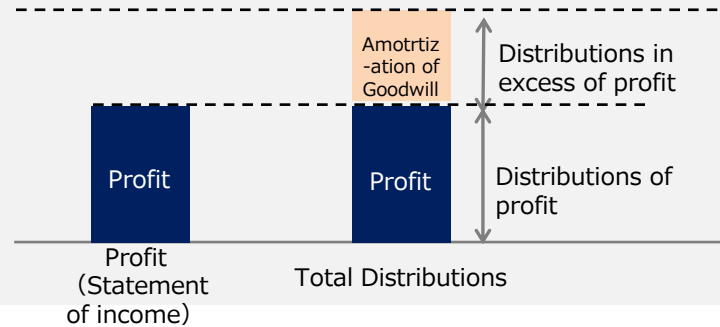 Amotrtiz
-ation of
Goodwill
Distributions in
excess of profit
Profit
Profit
Distributions of
profit
Profit
（Statement
of income）
Total Distributions